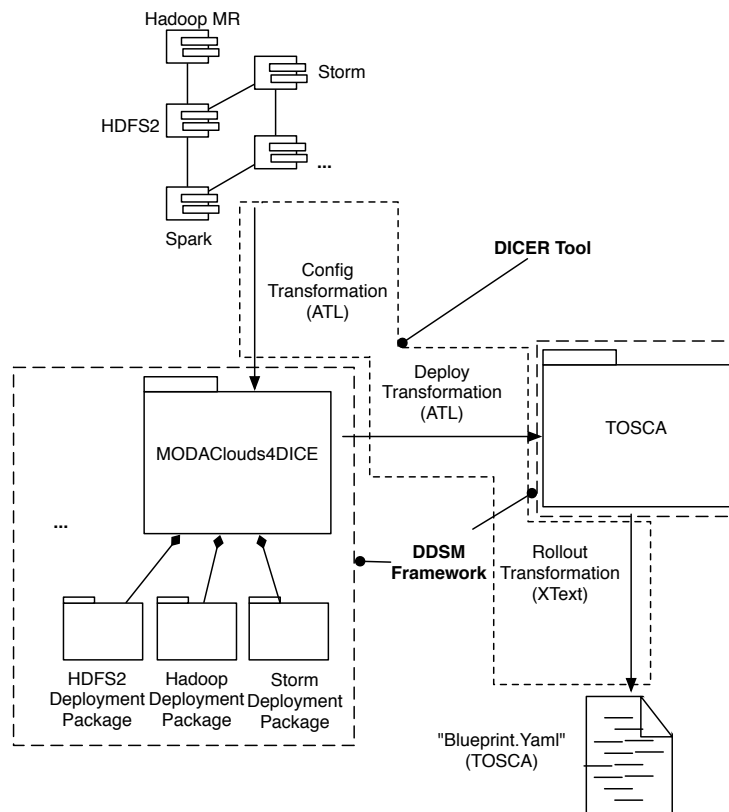 Hadoop MR
Storm
HDFS2
...
Spark
DICER Tool
Config
Transformation
(ATL)
Deploy
Transformation
(ATL)
TOSCA
MODAClouds4DICE
...
DDSM
Framework
Rollout
Transformation
(XText)
HDFS2
Deployment
Package
Hadoop
Deployment
Package
Storm
Deployment
Package
"Blueprint.Yaml"
(TOSCA)